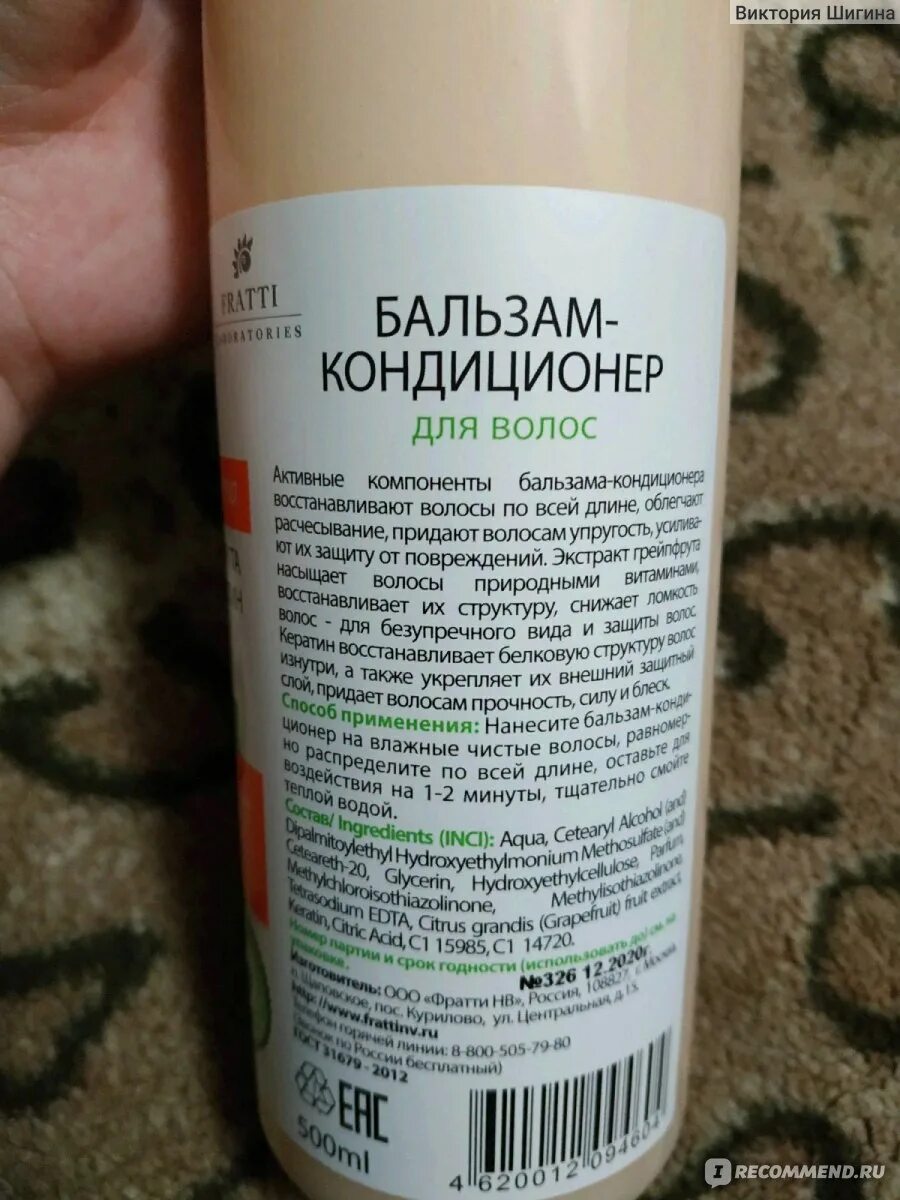 Виктория Шигина
FRATTI
БАЛЬЗАМ-
КОНДИЦИОНЕР
для волос
Активные компоненты бальзама-кондиционера
восстанавливают волосы по всей длине, облегчают
расчесывание, придают волосам упругость, усилива-
ют их защиту от повреждений. Экстракт грейпфрута
насыщает волосы природными витаминами,
восстанавливает их структуру, снижает ломкость
волос - для безупречного вида и защиты волос.
Кератин восстанавливает белковую структуру волос
изнутри, а также укрепляет их внешний защитный
слой, придает волосам прочность, силу и блеск.
Способ применения: Нанесите бальзам-конди-
ционер на влажные чистые волосы, равномер-
но распределите по всей длине, оставьте для
воздействия на 1-2 минуты, тщательно смойте
теплой водой.
Состав/ Ingredients (INCI): Aqua, Cetearyl Alcohol (and)
Dipalmitoylethyl Hydroxyethylmonium Methosulfate (and)
Ceteareth-20, Glycerin, Hydroxyethylcellulose, Parfum,
Methylchloroisothiazolinone, Methylisothiazolinone,
Tetrasodium EDTA, Citrus grandis (Grapefruit) fruit extract,
Keratin, Citric Acid, C1 15985, C1 14720.
Номер партии и срок годности (использовать до) см. на
упаковке.
№326 12 2020г.
Изготовитель: ООО «Фратти НВ», Россия, 108827, г. Москва,
п. Щаповское, пос. Курилово, ул. Центральная, д.15.
http://www.frattinv.ru
Телефон горячей линии: 8-800-505-79-80
(Звонок по России бесплатный)
ГОСТ 31679 - 2012
EAC
500ml
4 620012 094604
IRECOMMEND.RU